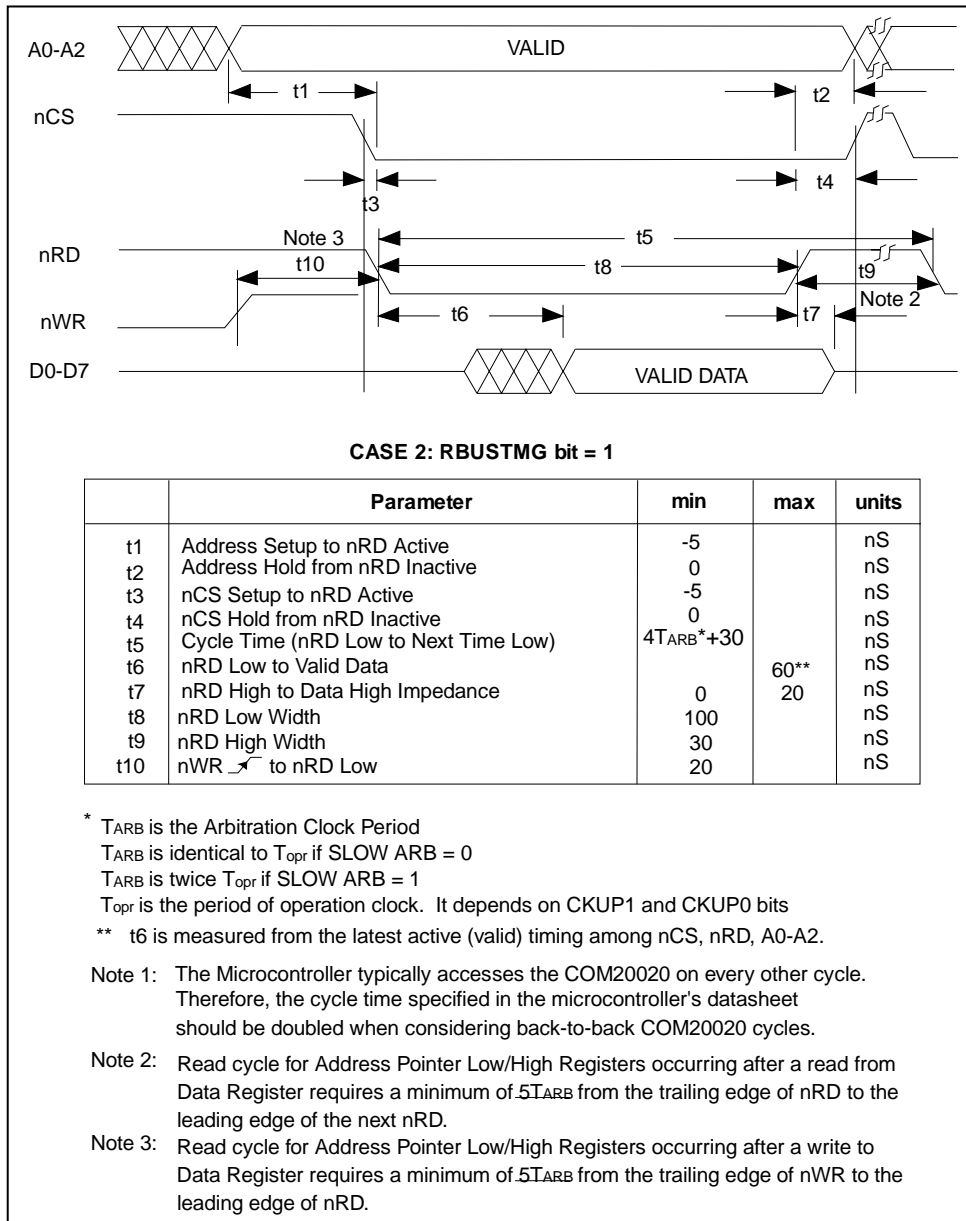 A0-A2 VALID
t1 t2
nCS
t3 t4
nRD Note 3 t5
t10 t8 t9
nWR t6 t7 Note 2
D0-D7 VALID DATA
CASE 2: RBUSTMG bit = 1
Parameter min max units
t1 Address Setup to nRD Active -5 nS
t2 Address Hold from nRD Inactive 0 nS
t3 nCS Setup to nRD Active -5 nS
t4 nCS Hold from nRD Inactive 0 nS
t5 Cycle Time (nRD Low to Next Time Low) 4TARB*+30 nS
t6 nRD Low to Valid Data 60** nS
t7 nRD High to Data High Impedance 0 20 nS
t8 nRD Low Width 100 nS
t9 nRD High Width 30 nS
t10 nWR to nRD Low 20 nS
* TARB is the Arbitration Clock Period
TARB is identical to Topr if SLOW ARB = 0
TARB is twice Topr if SLOW ARB = 1
Topr is the period of operation clock. It depends on CKUP1 and CKUP0 bits
** t6 is measured from the latest active (valid) timing among nCS, nRD, A0-A2.
Note 1: The Microcontroller typically accesses the COM20020 on every other cycle.
Therefore, the cycle time specified in the microcontroller's datasheet
should be doubled when considering back-to-back COM20020 cycles.
Note 2: Read cycle for Address Pointer Low/High Registers occurring after a read from
Data Register requires a minimum of 5TARB from the trailing edge of nRD to the
leading edge of the next nRD.
Note 3: Read cycle for Address Pointer Low/High Registers occurring after a write to
Data Register requires a minimum of 5TARB from the trailing edge of nWR to the
leading edge of nRD.